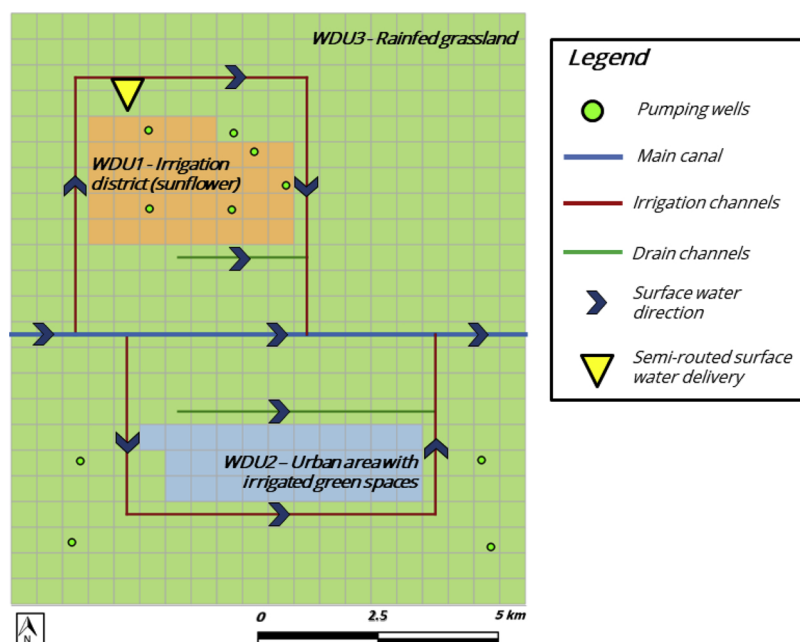 WDU3 - Rainfed grassland
WDU1 - Irrigation
district (sunflower)
WDU2 – Urban area with
irrigated green spaces
Legend
Pumping wells
Main canal
Irrigation channels
Drain channels
Surface water
direction
Semi-routed surface
water delivery
N
0 2.5 5 km